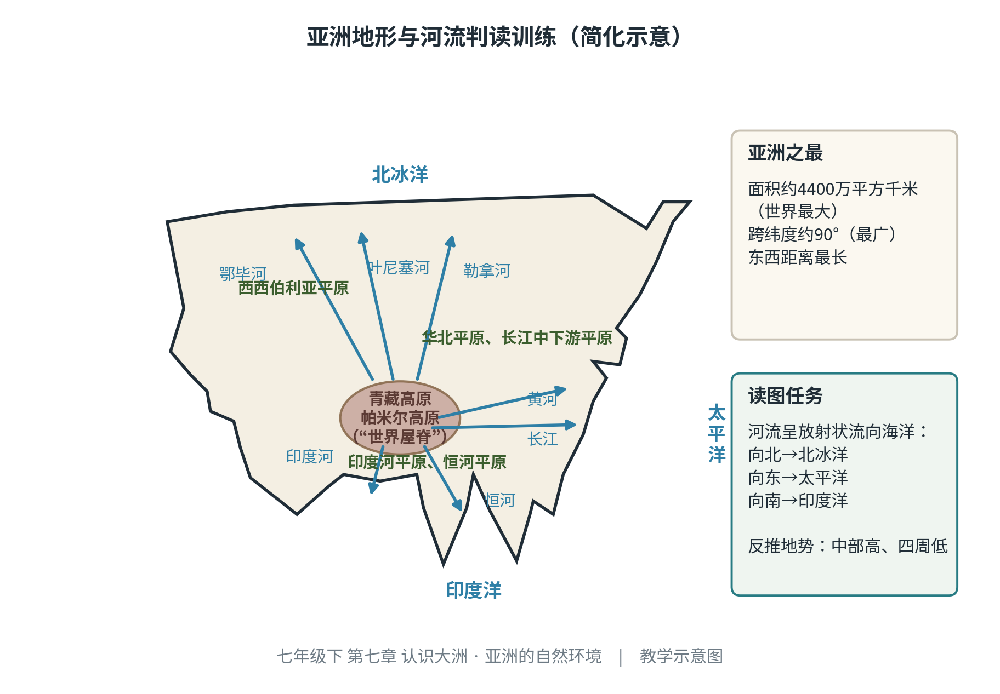 亚洲地形与河流判读训练（简化示意）
北冰洋
鄂毕河
叶尼塞河
勒拿河
西西伯利亚平原
华北平原、长江中下游平原
青藏高原
帕米尔高原
（“世界屋脊”）
黄河
长江
印度河
印度河平原、恒河平原
恒河
太
平
洋
印度洋
亚洲之最
面积约4400万平方千米
（世界最大）
跨纬度约90°（最广）
东西距离最长
读图任务
河流呈放射状流向海洋：
向北→北冰洋
向东→太平洋
向南→印度洋
反推地势：中部高、四周低
七年级下 第七章 认识大洲 · 亚洲的自然环境 ｜ 教学示意图